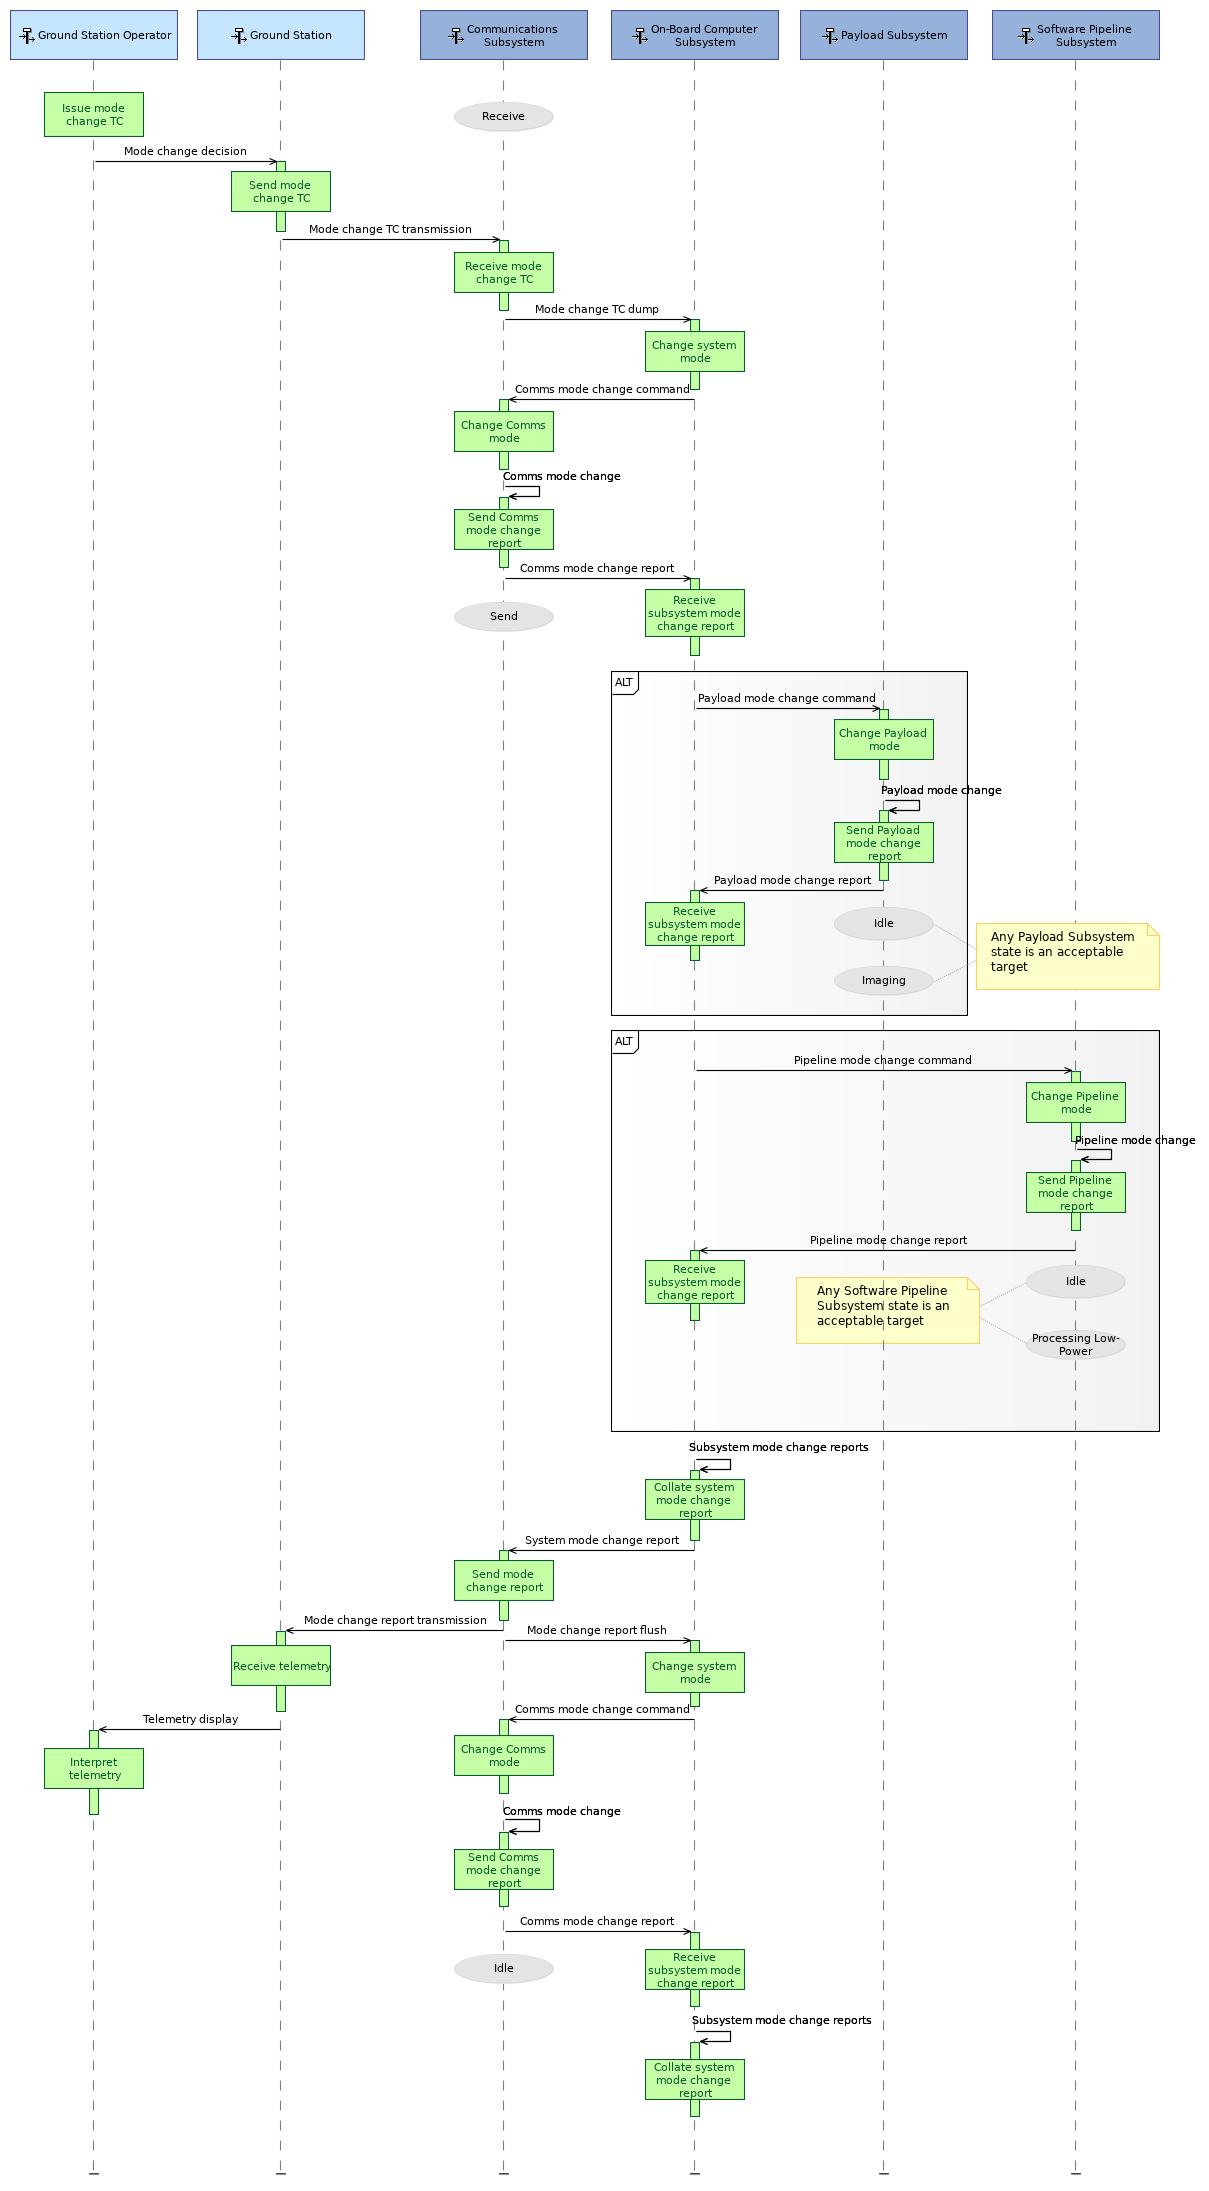 Ground Station Operator
Ground Station
Communications
Subsystem
On-Board Computer
Subsystem
Payload Subsystem
Software Pipeline
Subsystem
Issue mode
change TC
Receive
Mode change decision
Send mode
change TC
Mode change TC transmission
Receive mode
change TC
Mode change TC dump
Change system
mode
Comms mode change command
Change Comms
mode
Comms mode change
Send Comms
mode change
report
Comms mode change report
Send
Receive
subsystem mode
change report
ALT
Payload mode change command
Change Payload
mode
Payload mode change
Send Payload
mode change
report
Payload mode change report
Receive
subsystem mode
change report
Idle
Any Payload Subsystem
state is an acceptable
target
Imaging
ALT
Pipeline mode change command
Change Pipeline
mode
Pipeline mode change
Send Pipeline
mode change
report
Pipeline mode change report
Receive
subsystem mode
change report
Any Software Pipeline
Subsystem state is an
acceptable target
Idle
Processing Low-
Power
Subsystem mode change reports
Collate system
mode change
report
System mode change report
Send mode
change report
Mode change report transmission
Mode change report flush
Receive telemetry
Change system
mode
Telemetry display
Comms mode change command
Interpret
telemetry
Change Comms
mode
Comms mode change
Send Comms
mode change
report
Comms mode change report
Idle
Receive
subsystem mode
change report
Subsystem mode change reports
Collate system
mode change
report